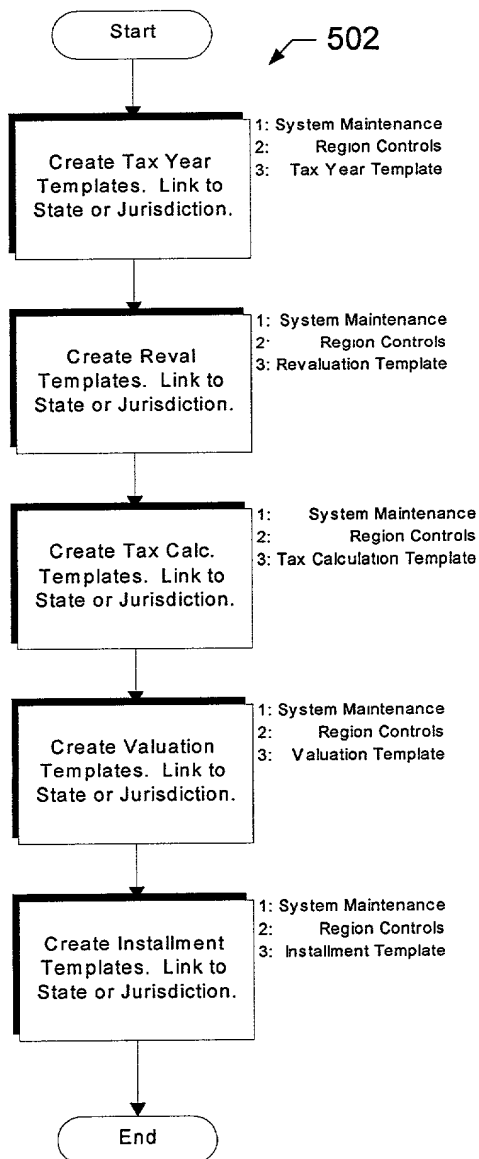 Start
502
Create Tax Year
Templates. Link to
State or Jurisdiction.
1: System Maintenance
2: Region Controls
3: Tax Year Template
Create Reval
Templates. Link to
State or Jurisdiction.
1: System Maintenance
2: Region Controls
3: Revaluation Template
Create Tax Calc.
Templates. Link to
State or Jurisdiction.
1: System Maintenance
2: Region Controls
3: Tax Calculation Template
Create Valuation
Templates. Link to
State or Jurisdiction.
1: System Maintenance
2: Region Controls
3: Valuation Template
Create Installment
Templates. Link to
State or Jurisdiction.
1: System Maintenance
2: Region Controls
3: Installment Template
End